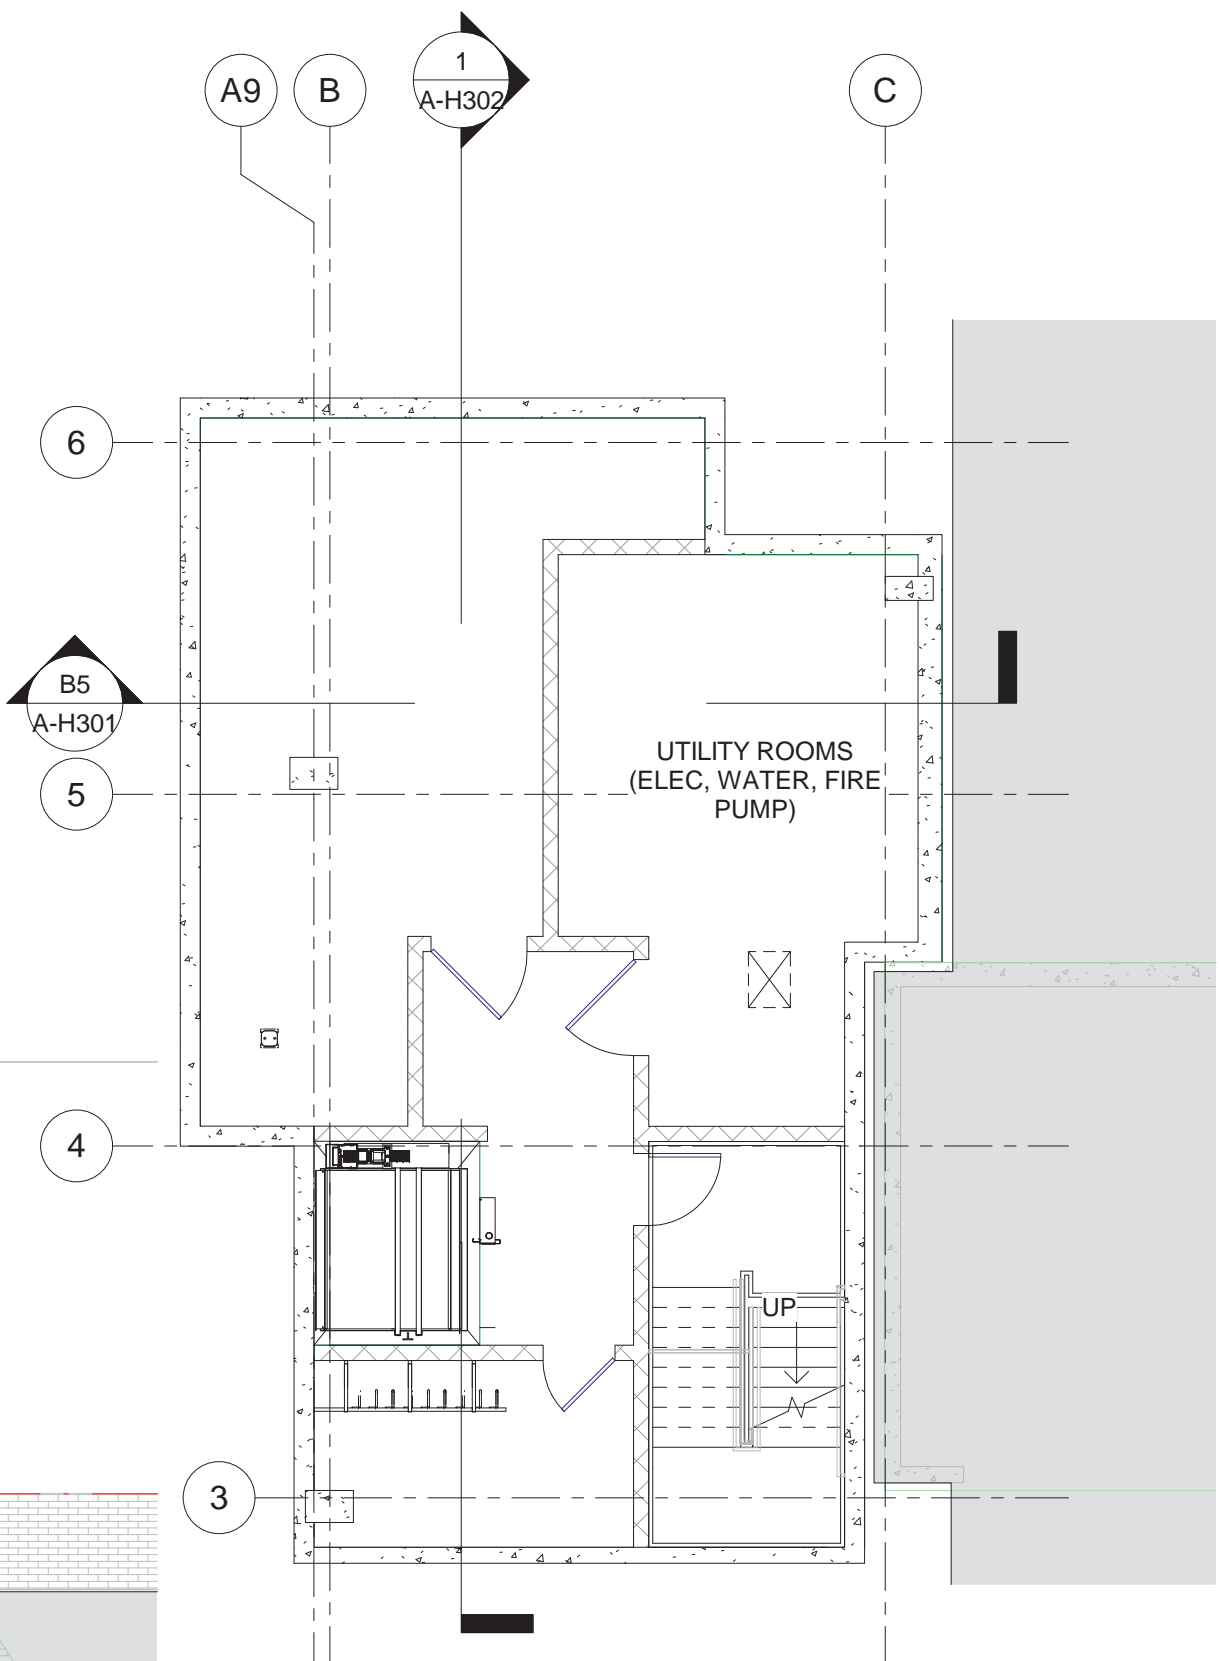 A9
B
1
A-H302
C
6
B5
A-H301
UTILITY ROOMS
(ELEC, WATER, FIRE
PUMP)
5
4
UP
3